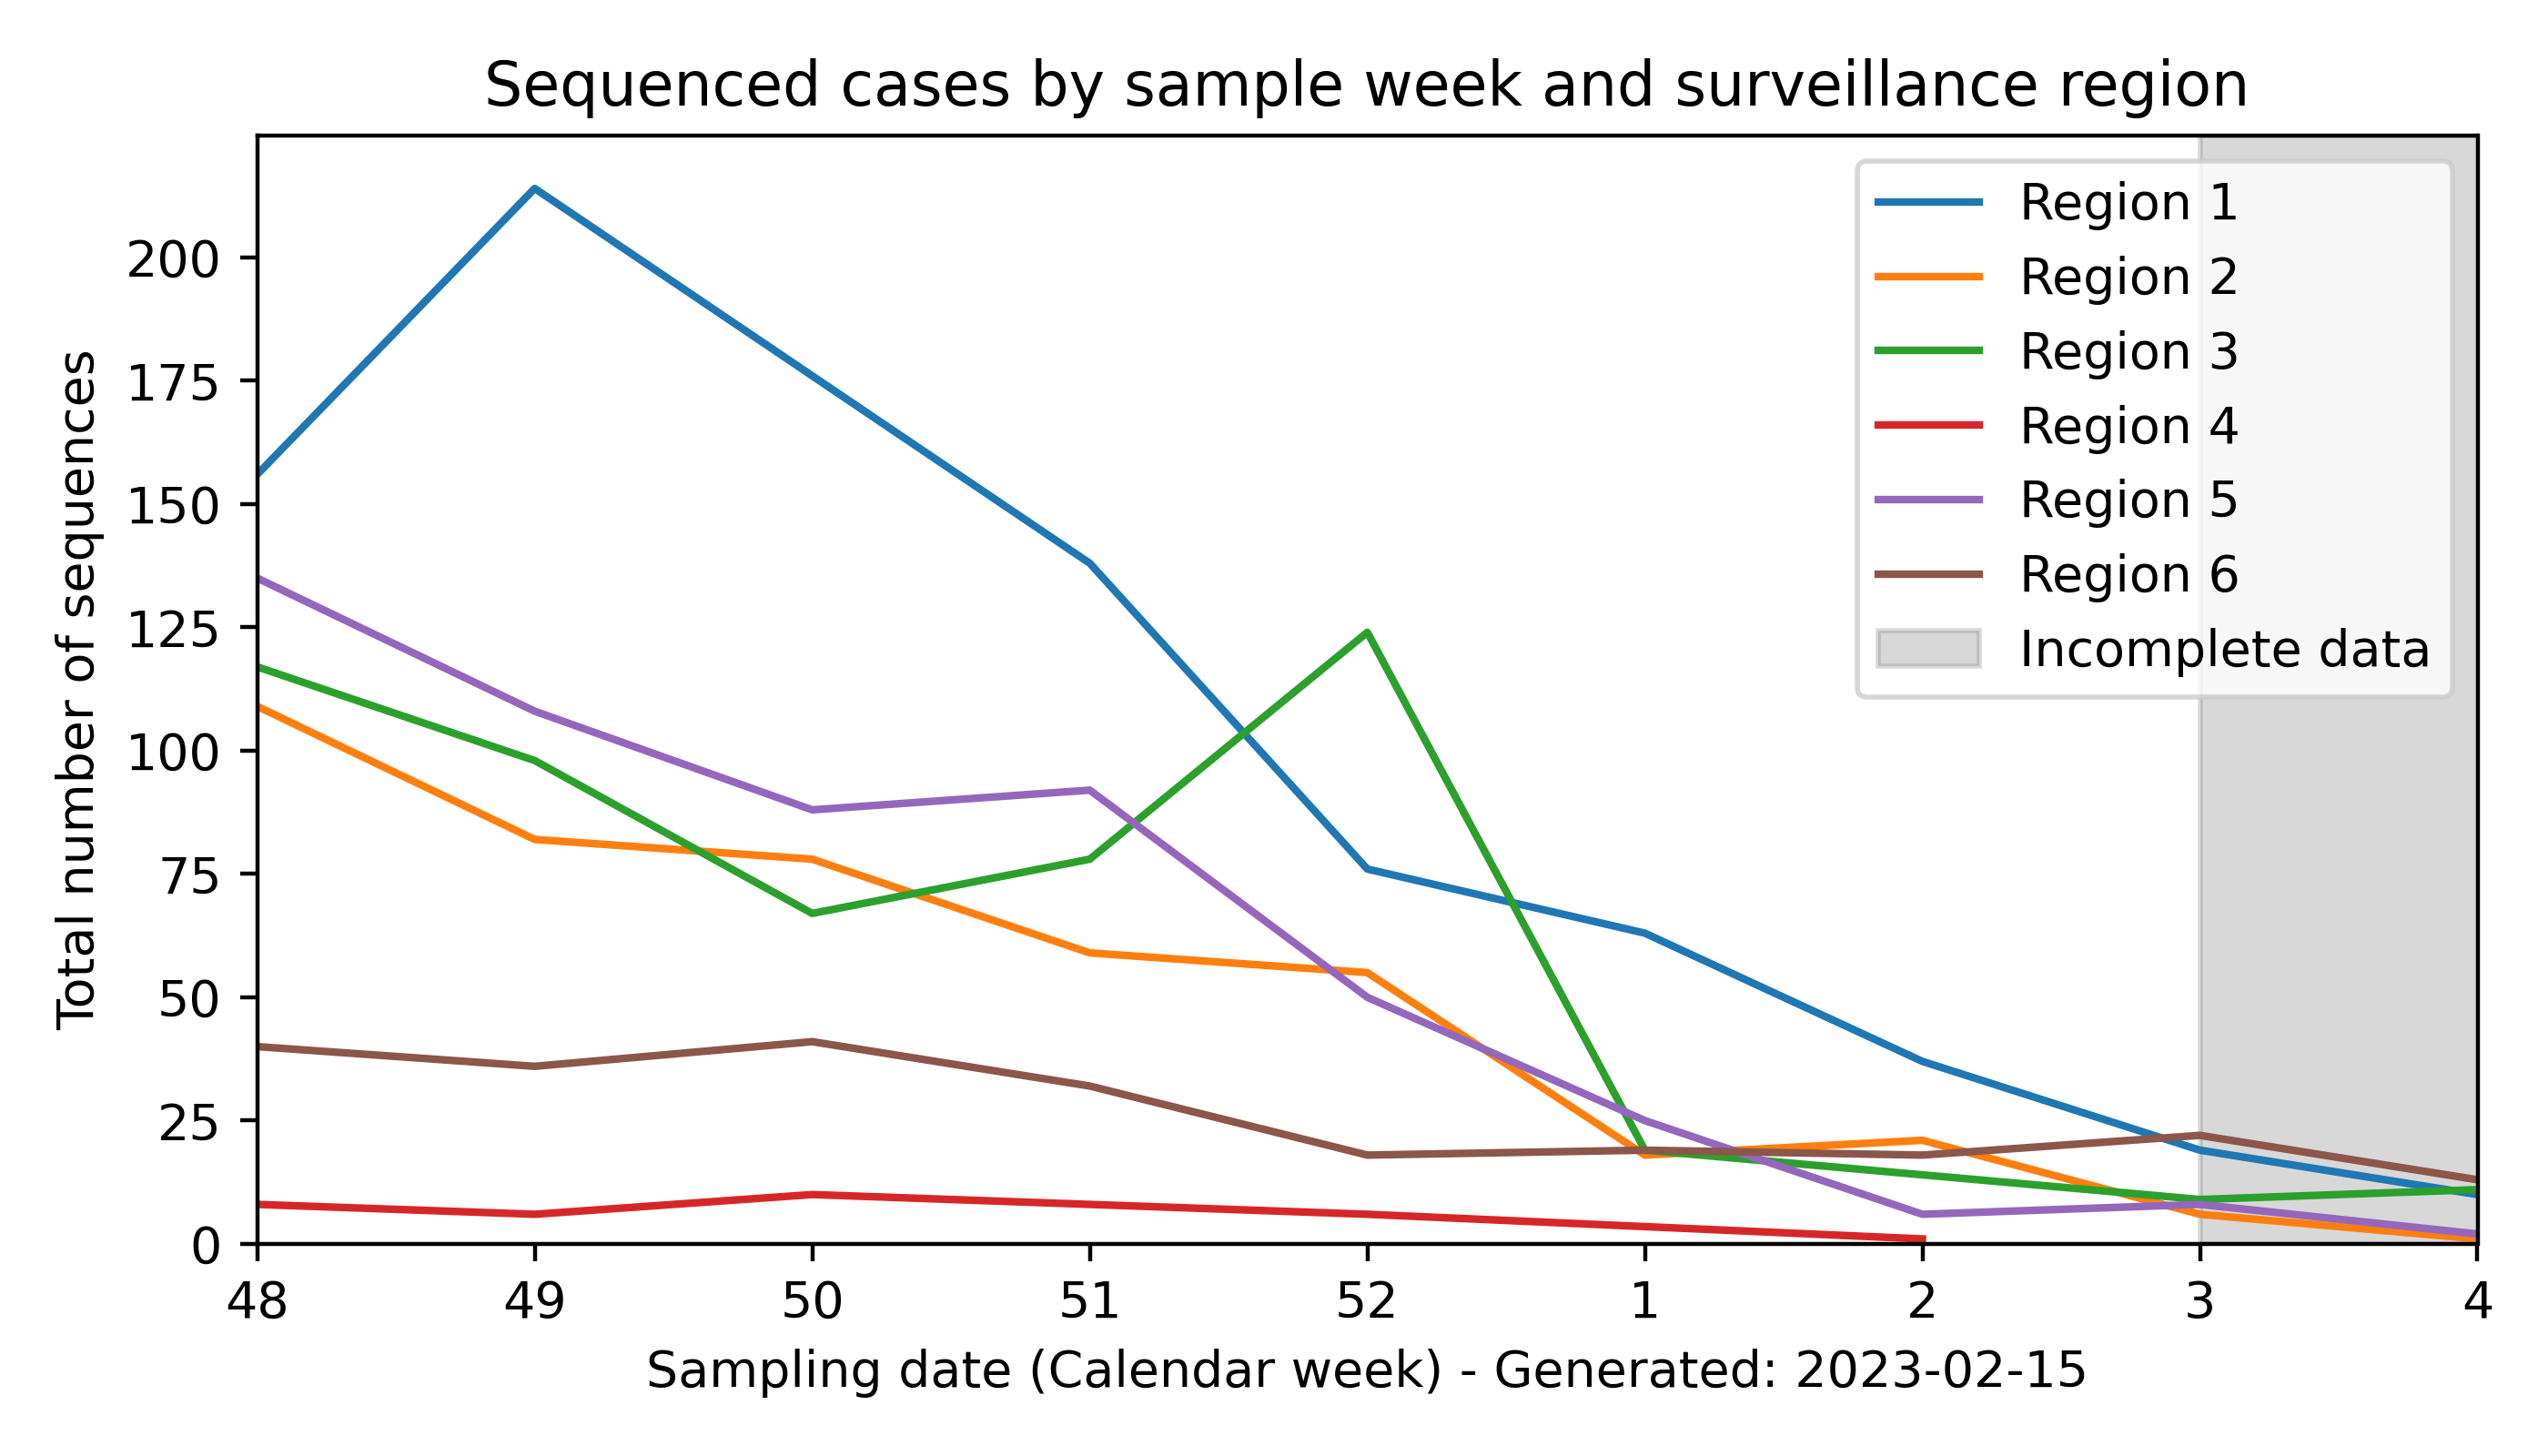 Sequenced cases by sample week and surveillance region
Total number of sequences
200
175
150
125
100
75
50
25
0
Region 1
Region 2
Region 3
Region 4
Region 5
Region 6
Incomplete data
48 49 50 51 52 1 2 3 4
Sampling date (Calendar week) - Generated: 2023-02-15